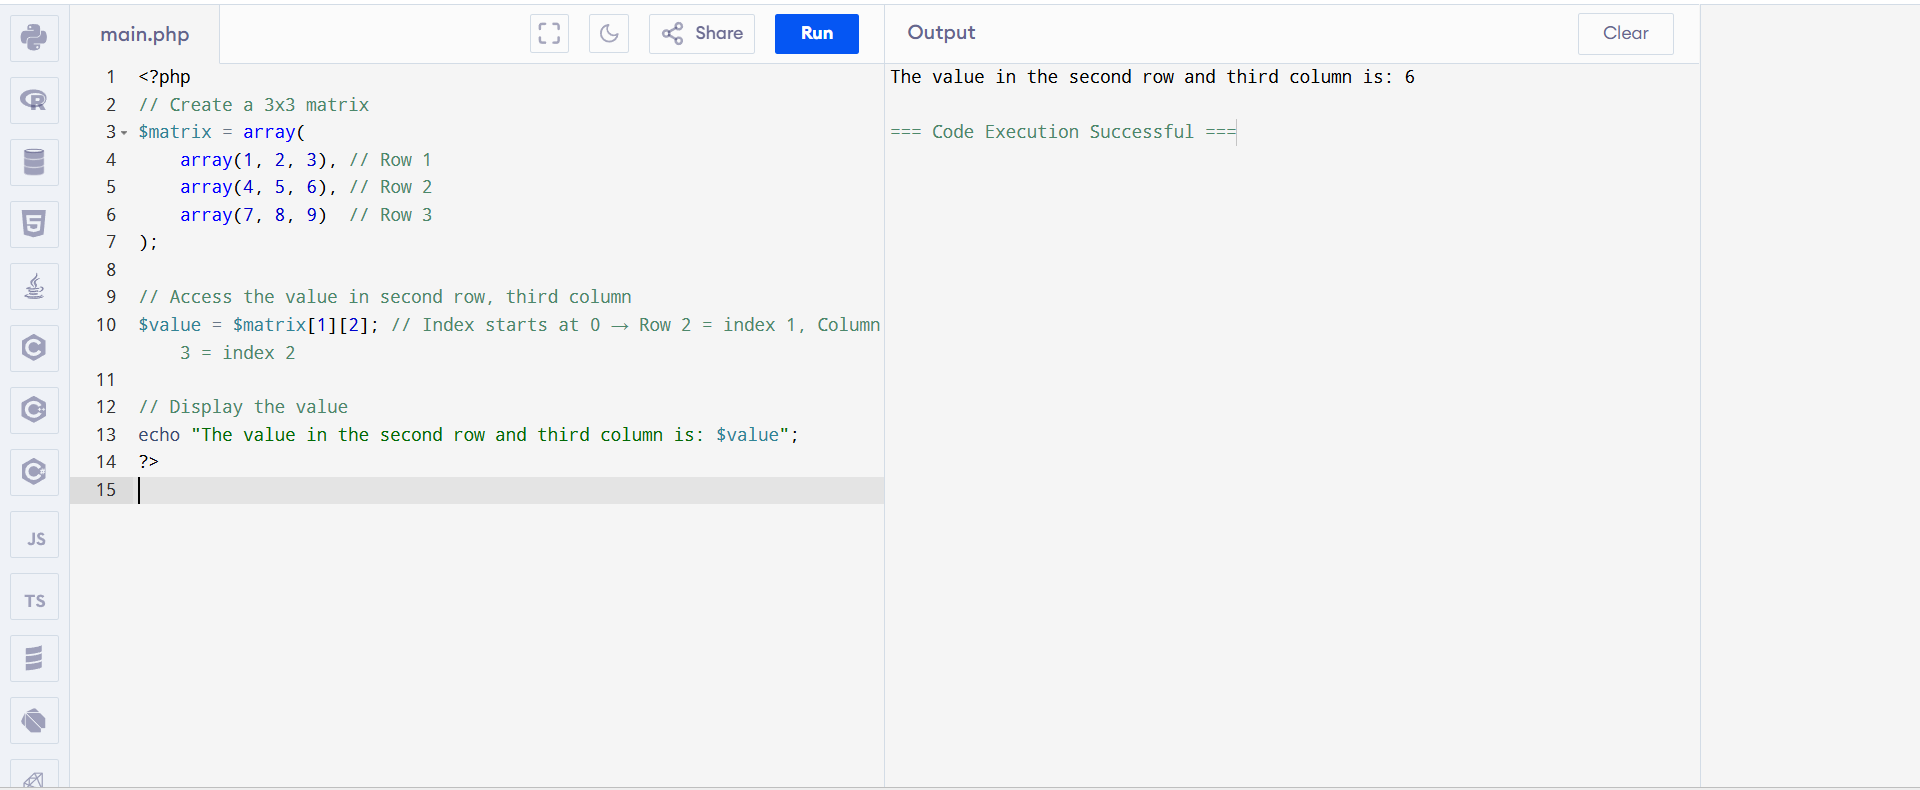 main.php
Share
Run
Output
Clear
1 <?php
2 // Create a 3x3 matrix
3 $matrix = array(
4     array(1, 2, 3), // Row 1
5     array(4, 5, 6), // Row 2
6     array(7, 8, 9)  // Row 3
7 );
8
9 // Access the value in second row, third column
10 $value = $matrix[1][2]; // Index starts at 0 → Row 2 = index 1, Column
3 = index 2
11
12 // Display the value
13 echo "The value in the second row and third column is: $value";
14 ?>
15
The value in the second row and third column is: 6
=== Code Execution Successful ===
R
5
C
C+
C#
JS
TS